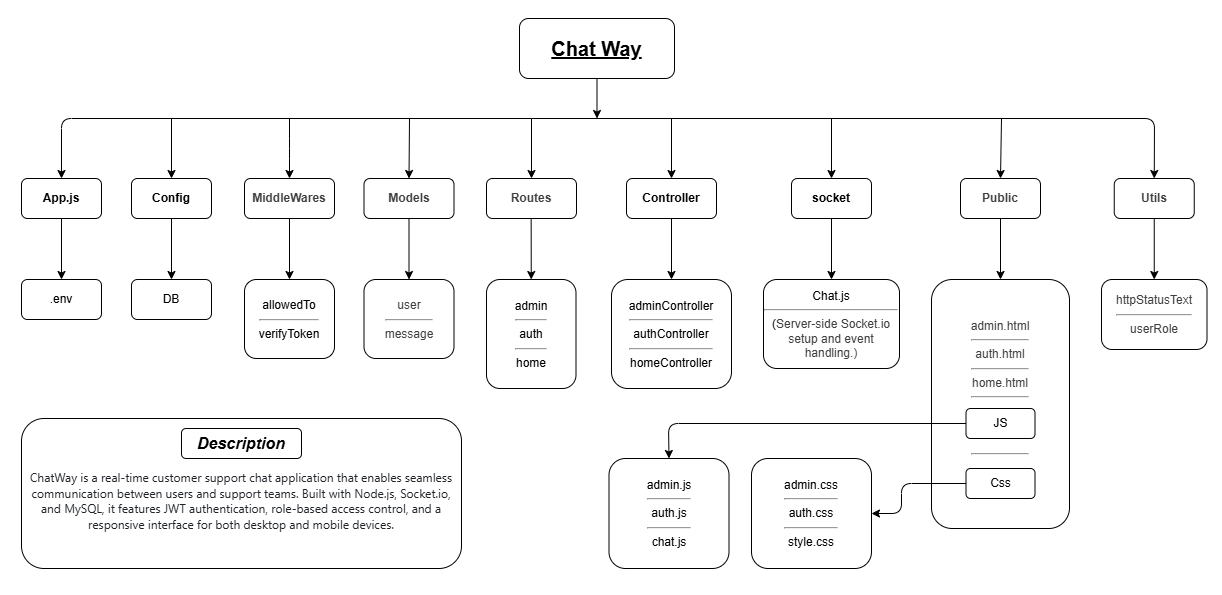 Chat Way
App.js
Config
MiddleWares
Models
Routes
Controller
socket
Public
Utils
.env
DB
allowedTo
verifyToken
user
message
admin
auth
home
adminController
authController
homeController
Chat.js
(Server-side Socket.io
setup and event
handling.)
admin.html
auth.html
home.html
JS
Css
httpStatusText
userRole
admin.js
auth.js
chat.js
admin.css
auth.css
style.css
Description
ChatWay is a real-time customer support chat application that enables seamless
communication between users and support teams. Built with Node.js, Socket.io,
and MySQL, it features JWT authentication, role-based access control, and a
responsive interface for both desktop and mobile devices.